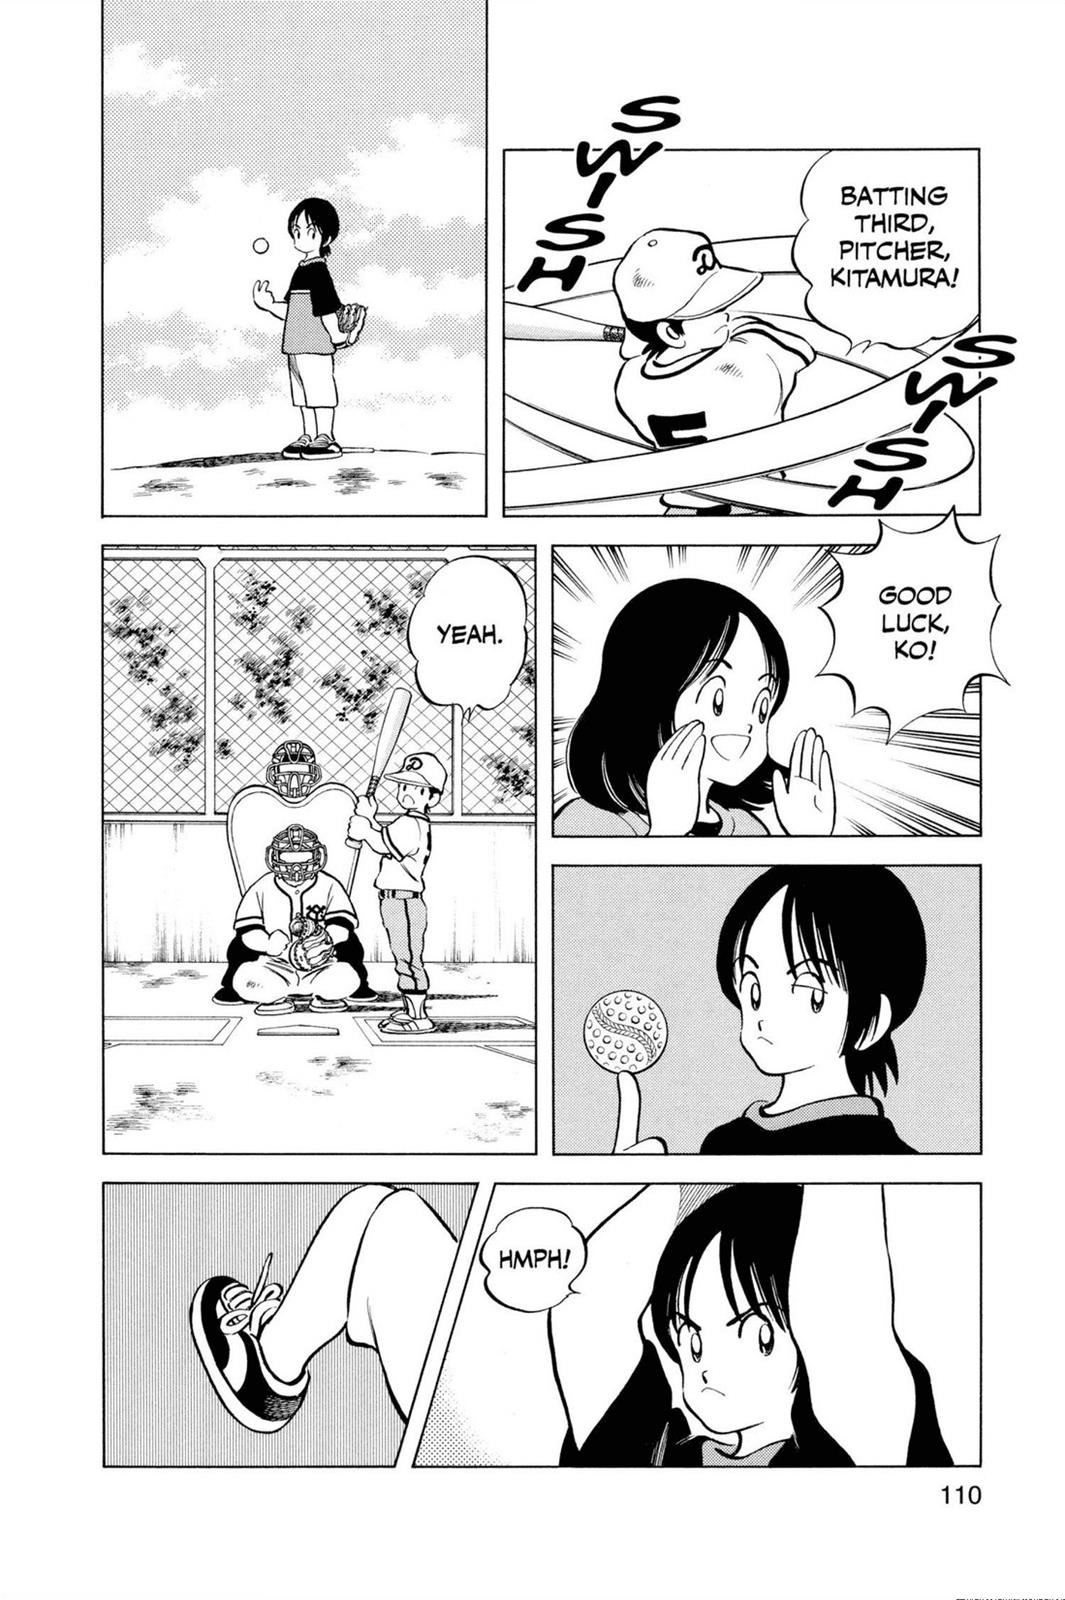 SWISH
BATTING
THIRD,
PITCHER,
KITAMURA!
SWISH
GOOD
LUCK,
KO!
YEAH.
HMPH!
110